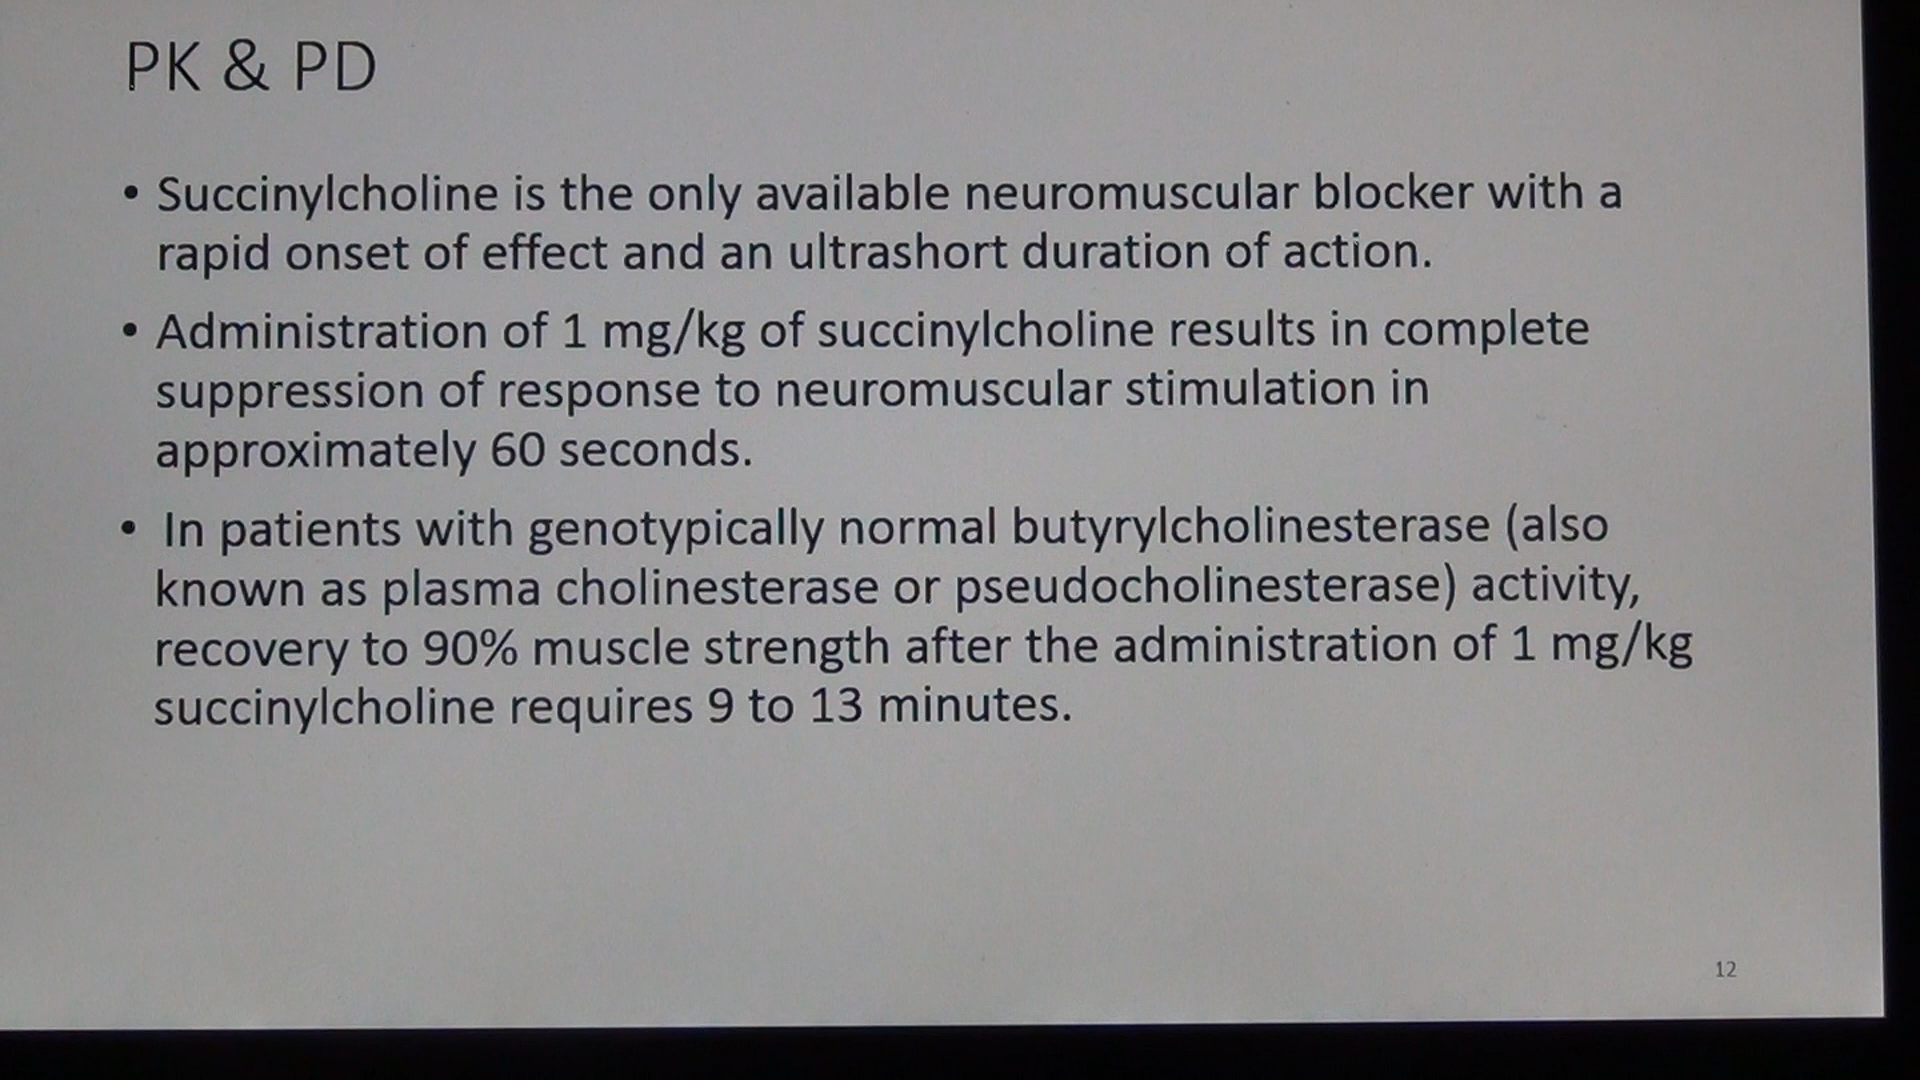 PK & PD
• Succinylcholine is the only available neuromuscular blocker with a
rapid onset of effect and an ultrashort duration of action.
• Administration of 1 mg/kg of succinylcholine results in complete
suppression of response to neuromuscular stimulation in
approximately 60 seconds.
• In patients with genotypically normal butyrylcholinesterase (also
known as plasma cholinesterase or pseudocholinesterase) activity,
recovery to 90% muscle strength after the administration of 1 mg/kg
succinylcholine requires 9 to 13 minutes.
12